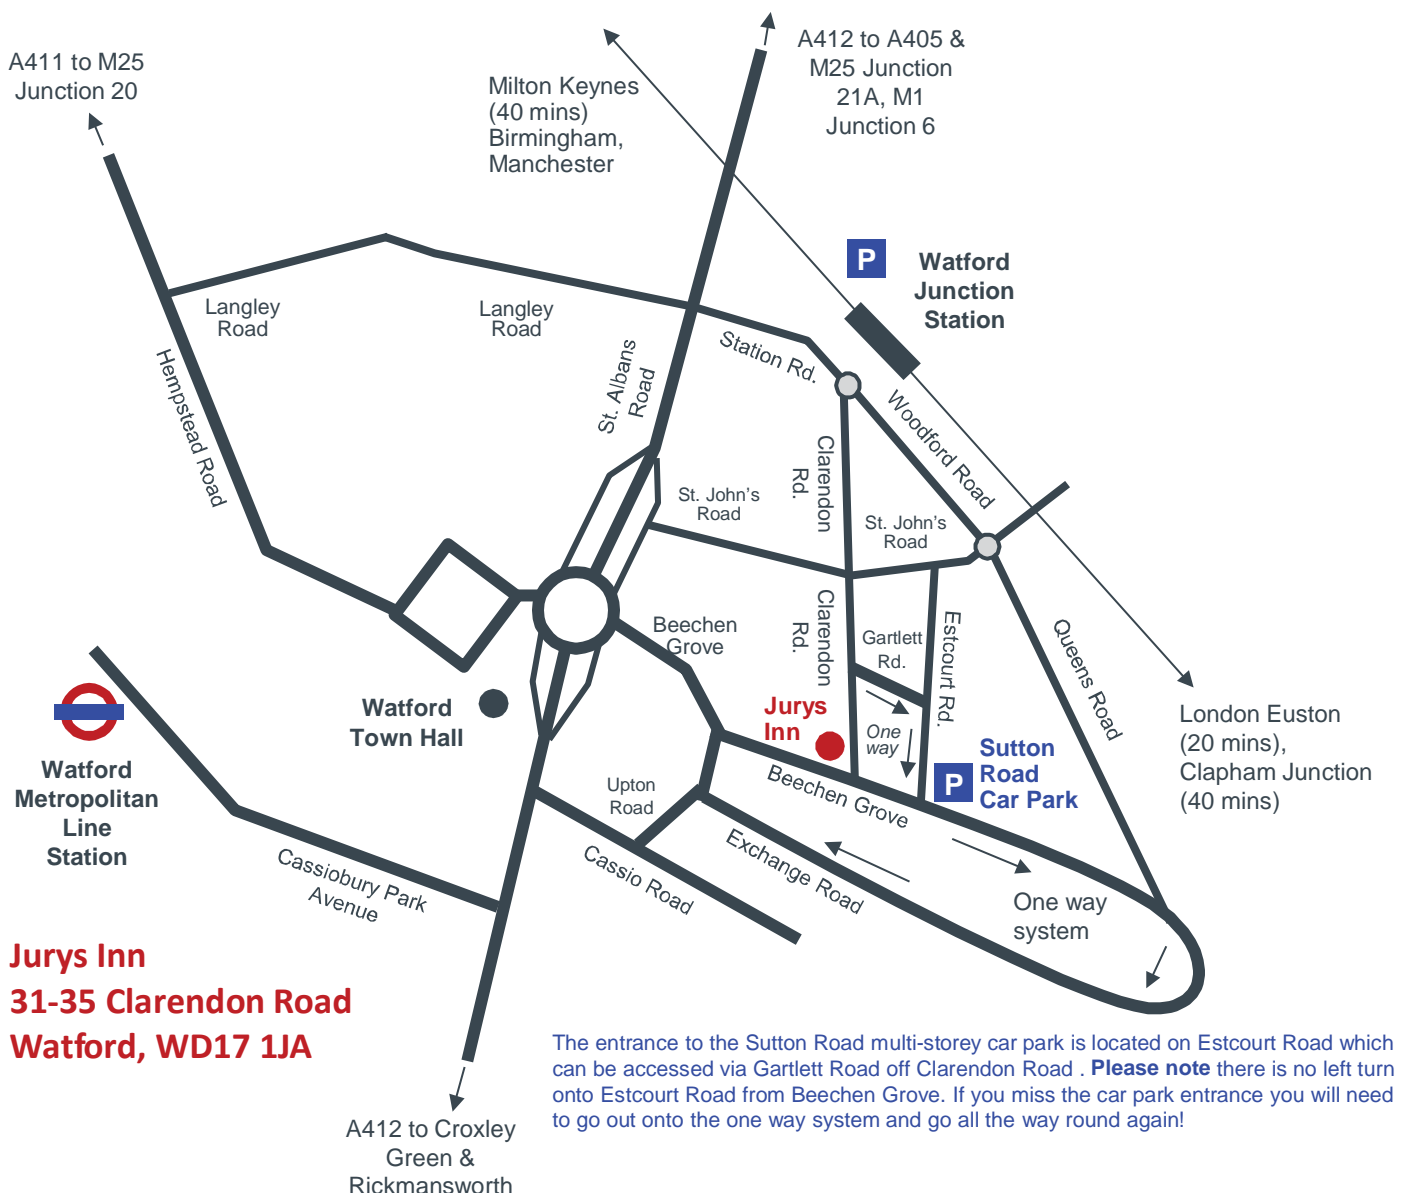 A411 to M25
Junction 20
Milton Keynes
(40 mins)
Birmingham,
Manchester
A412 to A405 &
M25 Junction
21A, M1
Junction 6
P
Watford
Junction
Station
Langley
Road
Langley
Road
Station Rd.
Hempstead Road
St. Albans
Road
Woodford Road
Clarendon
Rd.
St. John's
Road
St. John's
Road
Clarendon
Rd.
Beechen
Grove
Gartlett
Rd.
Estcourt Rd.
Queens Road
Watford
Town Hall
Jurys
Inn
One
way
P
Sutton
Road
Car Park
London Euston
(20 mins),
Clapham Junction
(40 mins)
Watford
Metropolitan
Line
Station
Upton
Road
Beechen Grove
Exchange Road
Cassio Road
Cassiobury Park
Avenue
One way
system
Jurys Inn
31-35 Clarendon Road
Watford, WD17 1JA
The entrance to the Sutton Road multi-storey car park is located on Estcourt Road which
can be accessed via Gartlett Road off Clarendon Road . Please note there is no left turn
onto Estcourt Road from Beechen Grove. If you miss the car park entrance you will need
to go out onto the one way system and go all the way round again!
A412 to Croxley
Green &
Rickmansworth